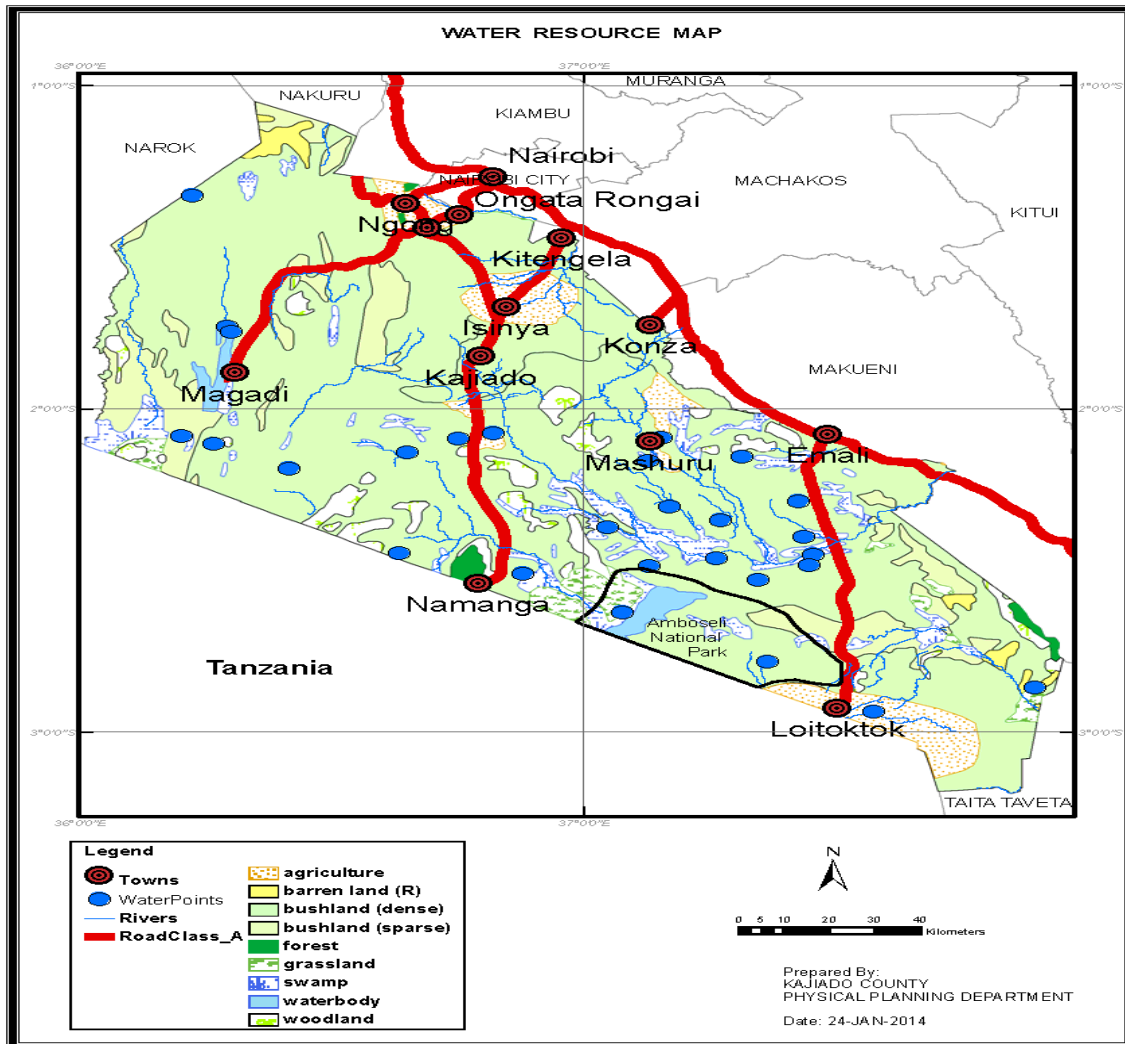 WATER RESOURCE MAP
36°0'0"E
37°0'0"E
1°0'0"S
1°0'0"S
MURANGA
NAKURU
KIAMBU
NAROK
Nairobi
NAIROBI CITY
MACHAKOS
KITUI
Ongata Rongai
Ngong
Kitengela
Isinya
Konza
Kajiado
MAKUENI
Magadi
2°0'0"S
2°0'0"S
Mashuru
Emali
Namanga
Amboseli
National
Park
Tanzania
Loitoktok
3°0'0"S
3°0'0"S
TAITA TAVETA
36°0'0"E
37°0'0"E
Legend
Towns
WaterPoints
Rivers
RoadClass_A
agriculture
barren land (R)
bushland (dense)
bushland (sparse)
forest
grassland
swamp
waterbody
woodland
N
0 5 10 20 30 40
Kilometers
Prepared By:
KAJIADO COUNTY
PHYSICAL PLANNING DEPARTMENT
Date: 24-JAN-2014